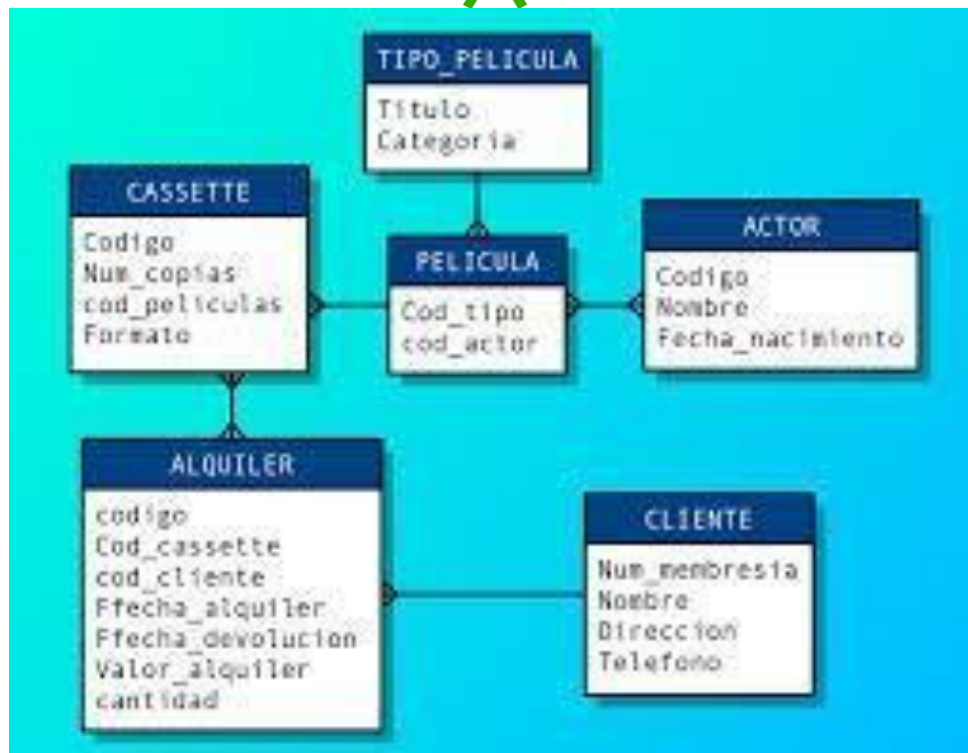 TIPO_PELICULA
Titulo
Categoria
CASSETTE
Codigo
Num_copias
cod_peliculas
Formato
PELICULA
Cod_tipo
cod_actor
ACTOR
Codigo
Nombre
Fecha_nacimiento
ALQUILER
codigo
Cod_cassette
cod_cliente
Ffecha_alquiler
Ffecha_devolucion
Valor_alquiler
cantidad
CLIENTE
Num_membresia
Nombre
Direccion
Telefono